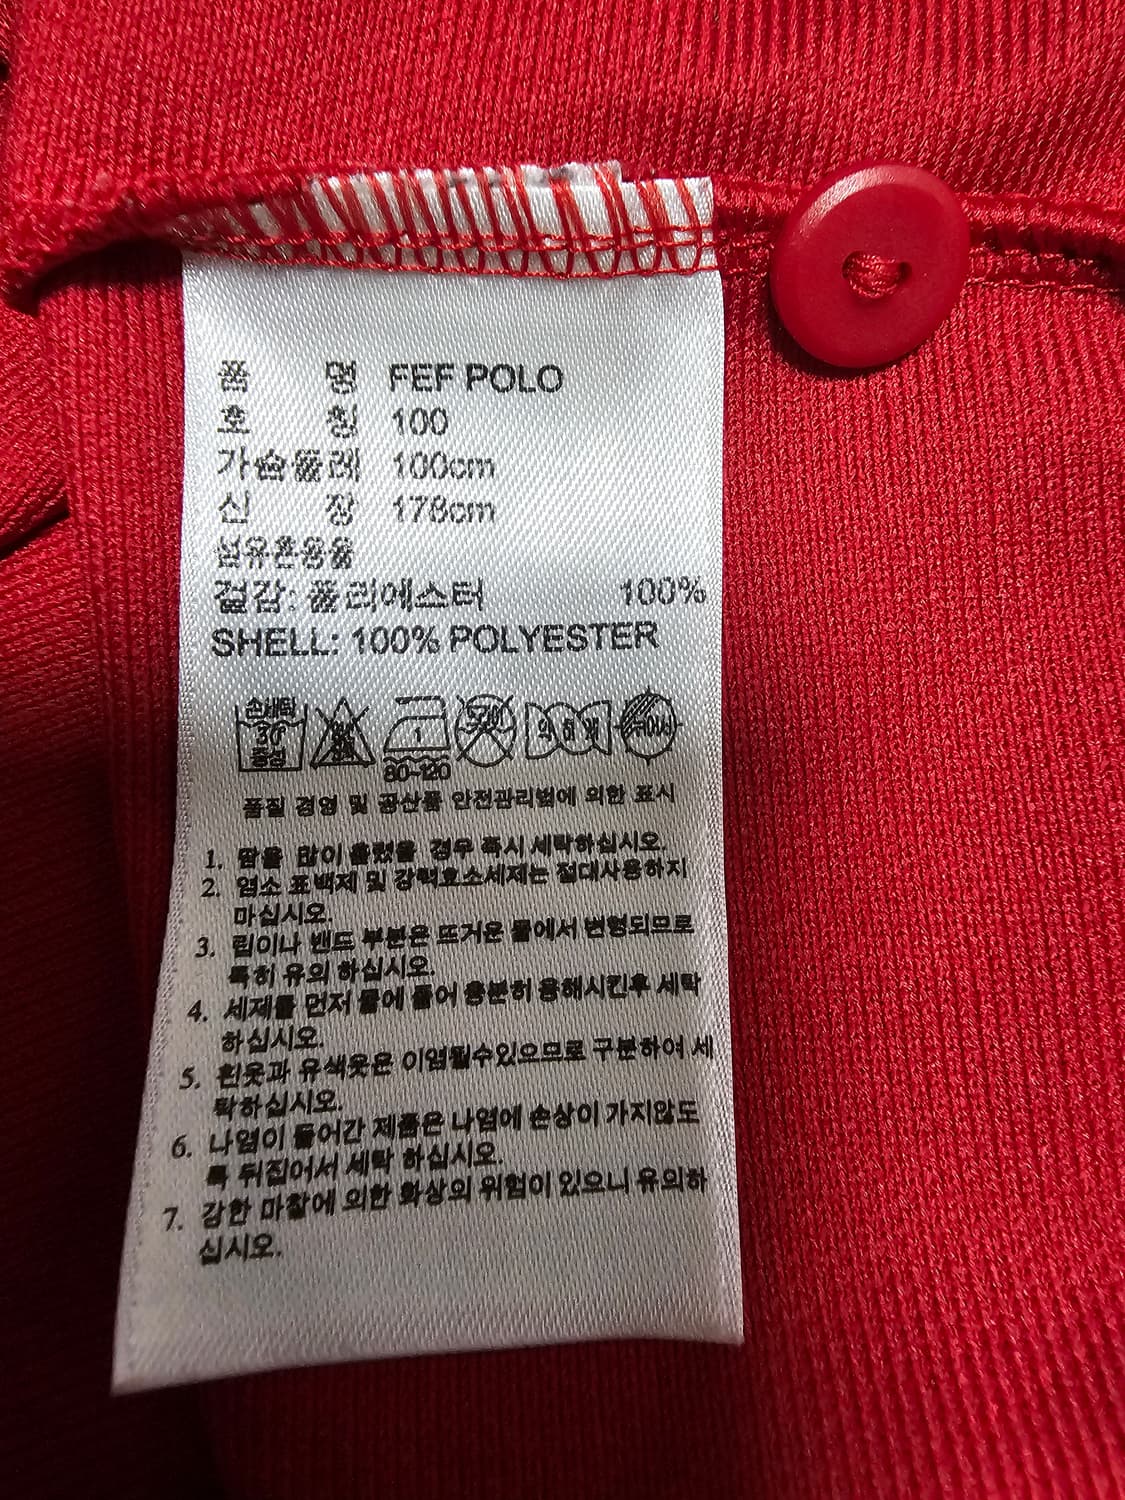 품 명 FEF POLO
호 칭 100
가슴둘레 100cm
신 장 178cm
섬유혼용율
겉감: 폴리에스터 100%
SHELL: 100% POLYESTER
손세탁 30 중성 1 80~120 드라이 약하게 뉘어서
품질 경영 및 공산품 안전관리법에 의한 표시
1. 땀을 많이 흘렸을 경우 즉시 세탁하십시오.
2. 염소 표백제 및 강력효소세제는 절대사용하지
마십시오.
3. 립이나 밴드 부분은 뜨거운 물에서 변형되므로
특히 유의 하십시오.
4. 세제를 먼저 물에 풀어 충분히 용해시킨후 세탁
하십시오.
5. 흰옷과 유색옷은 이염될수있으므로 구분하여 세
탁하십시오.
6. 나염이 들어간 제품은 나염에 손상이 가지않도
록 뒤집어서 세탁 하십시오.
7. 강한 마찰에 의한 화상의 위험이 있으니 유의하
십시오.